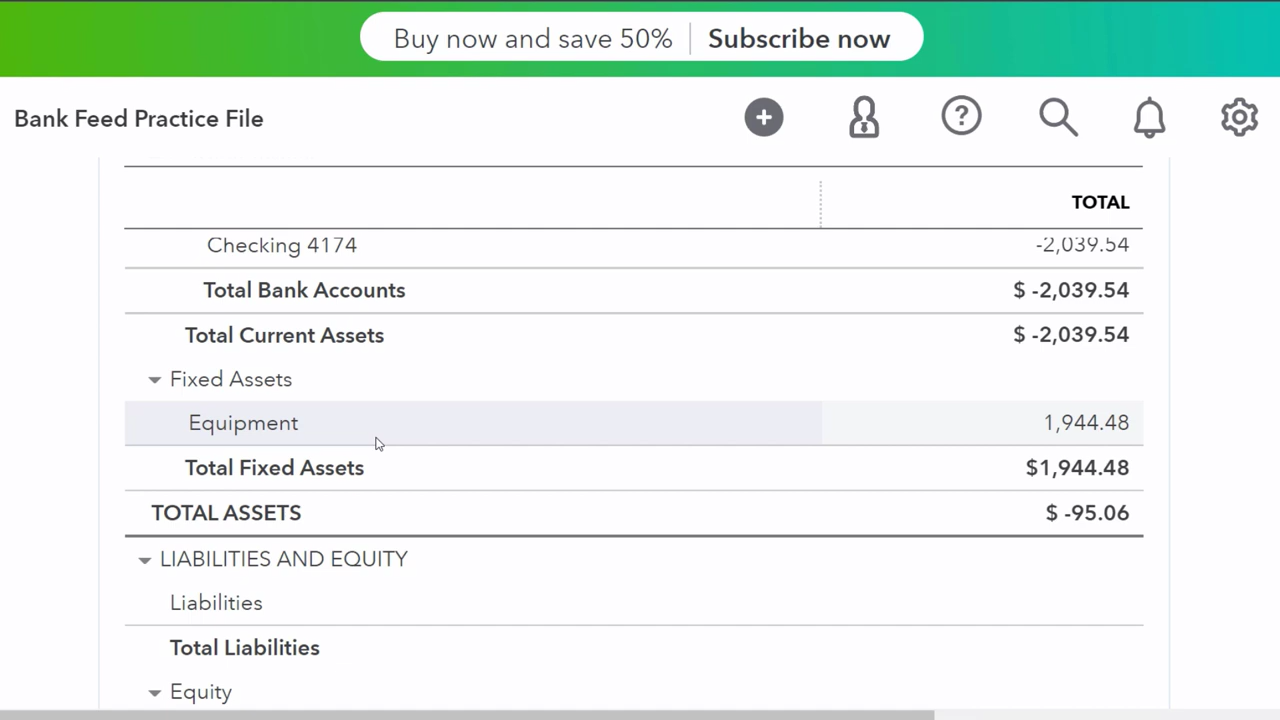 Buy now and save 50% Subscribe now
Bank Feed Practice File
TOTAL
Checking 4174 -2,039.54
Total Bank Accounts $ -2,039.54
Total Current Assets $ -2,039.54
Fixed Assets
Equipment 1,944.48
Total Fixed Assets $1,944.48
TOTAL ASSETS $ -95.06
LIABILITIES AND EQUITY
Liabilities
Total Liabilities
Equity